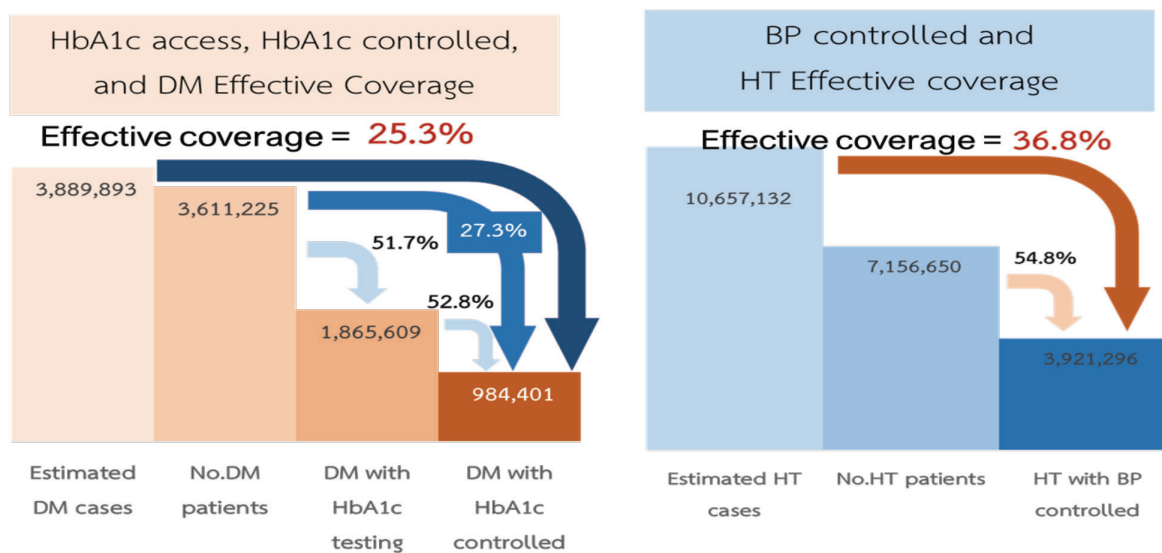 HbA1c access, HbA1c controlled,
and DM Effective Coverage
Effective coverage = 25.3%
3,889,893
3,611,225
51.7%
27.3%
1,865,609
52.8%
984,401
Estimated
DM cases
No.DM
patients
DM with
HbA1c
testing
DM with
HbA1c
controlled
BP controlled and
HT Effective coverage
Effective coverage = 36.8%
10,657,132
7,156,650
54.8%
3,921,296
Estimated HT
cases
No.HT patients
HT with BP
controlled